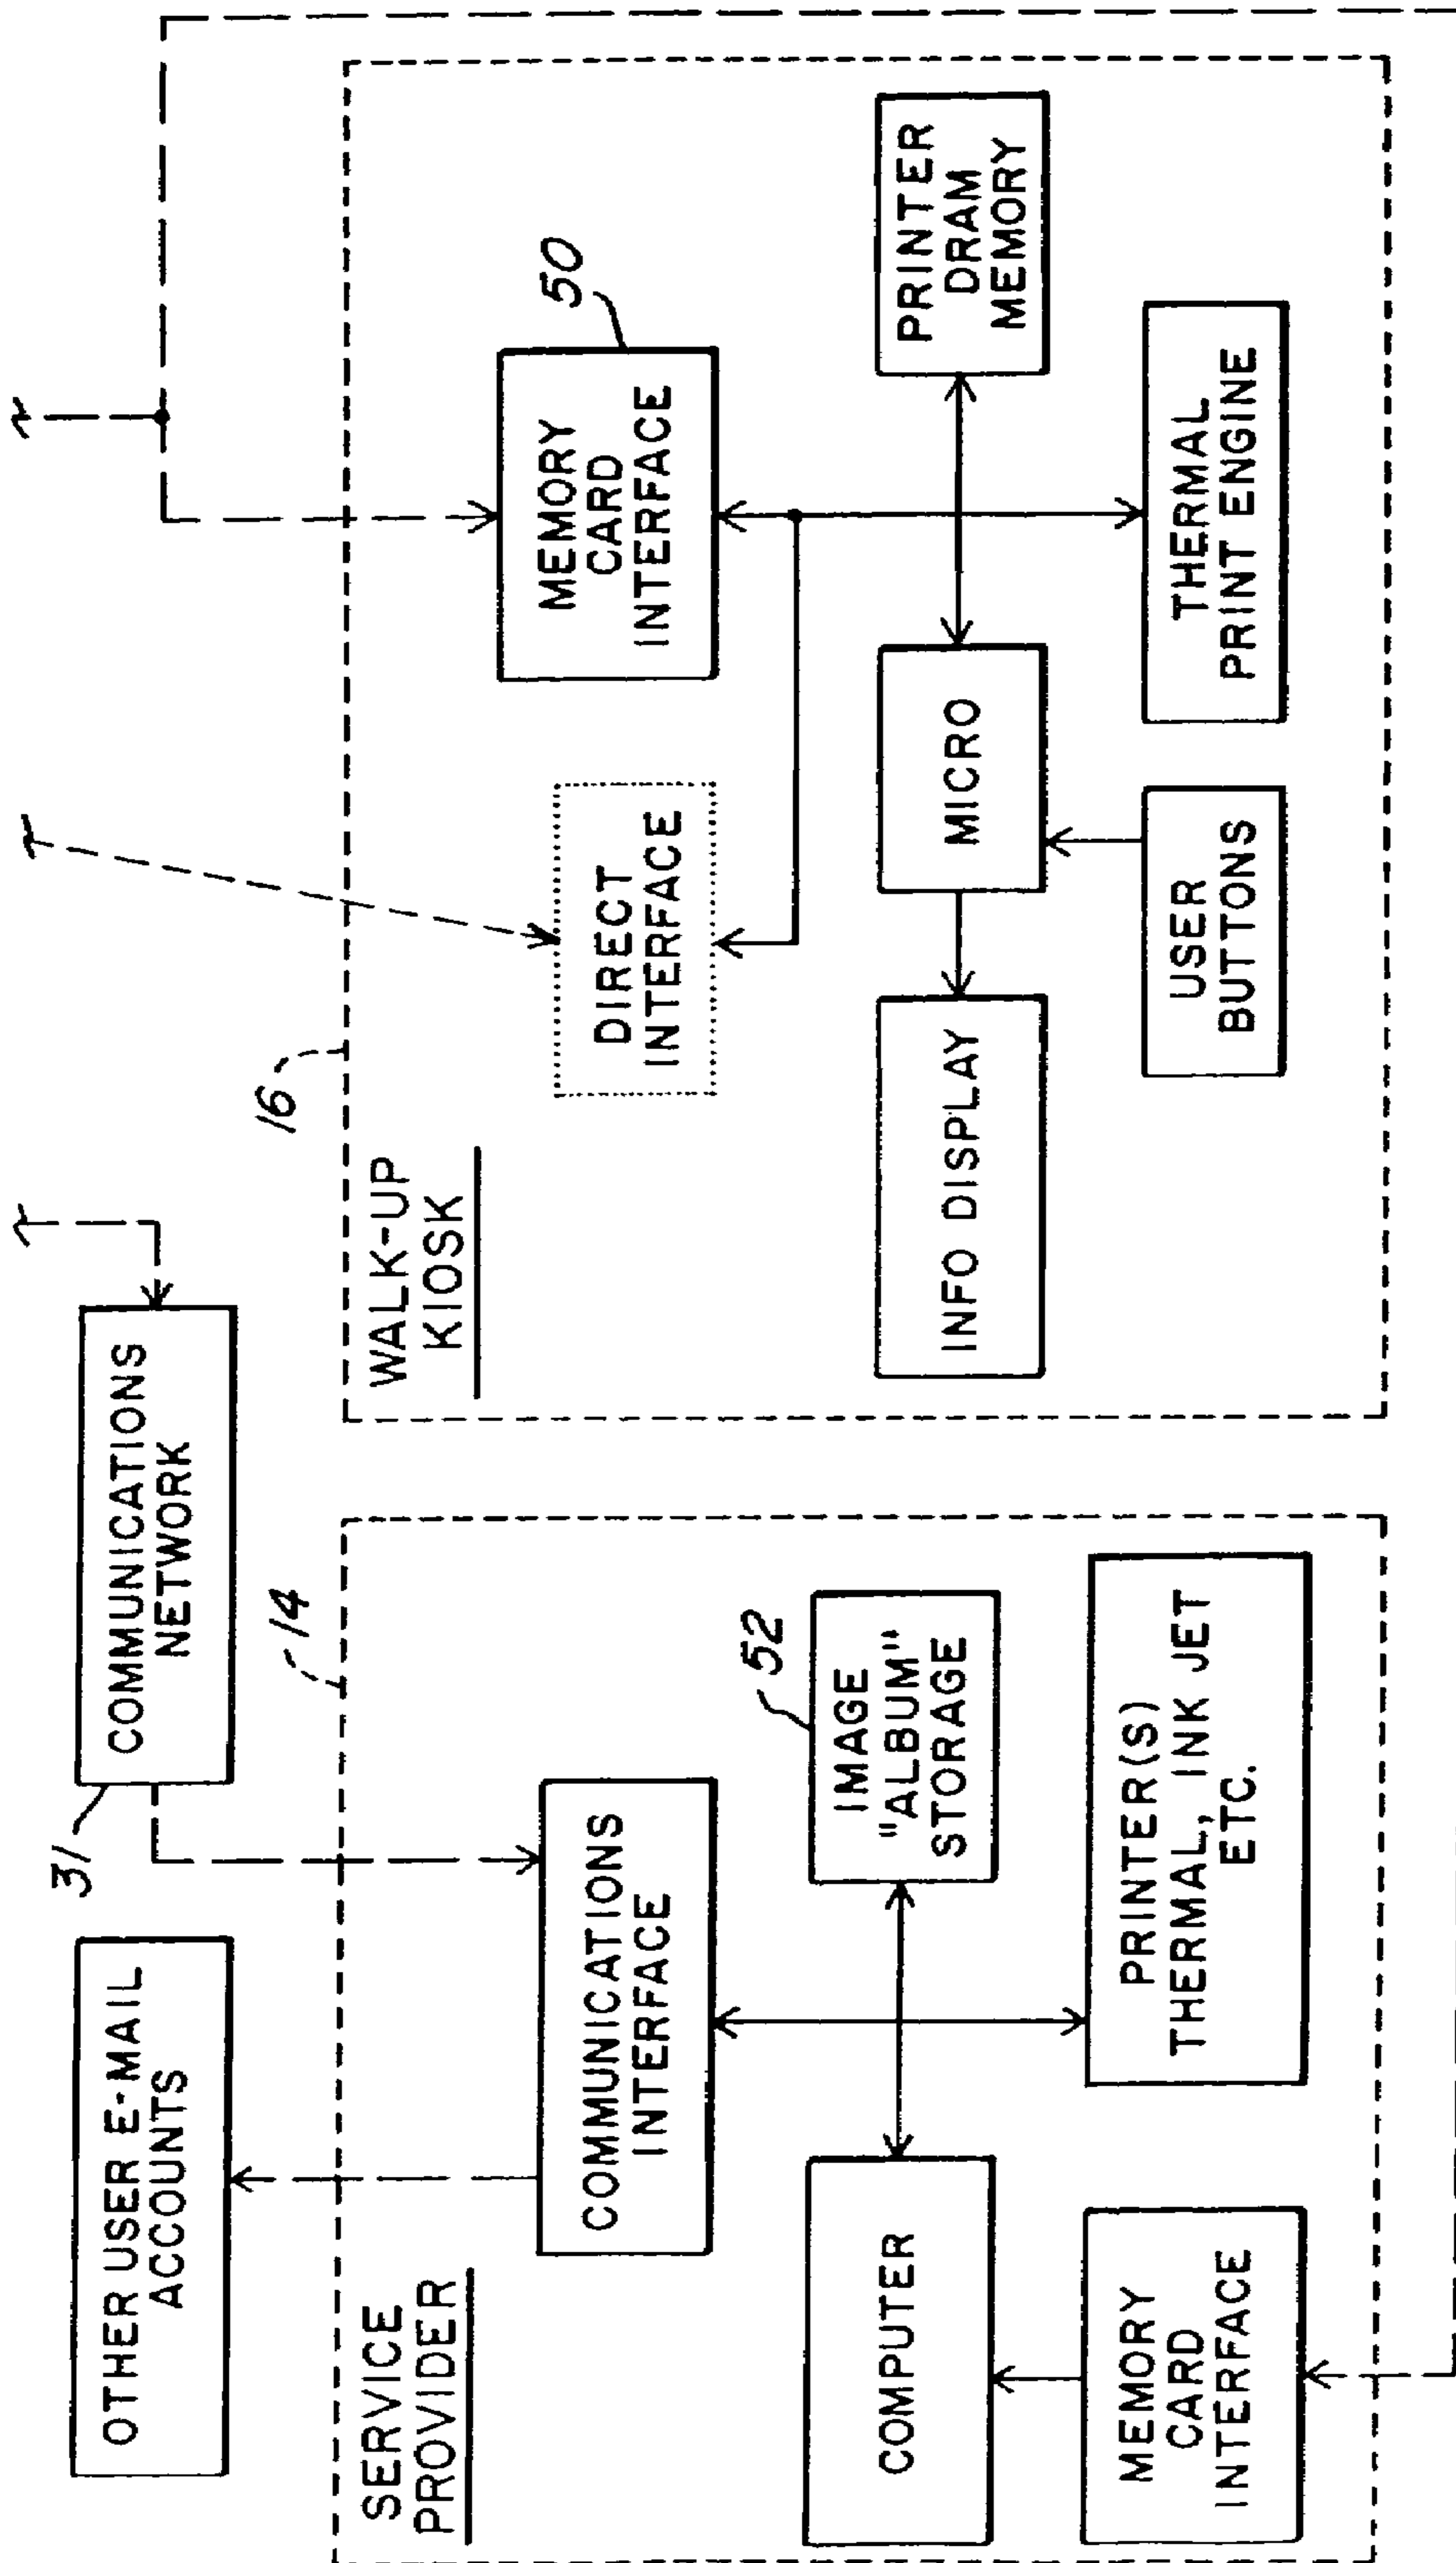 OTHER USER E-MAIL
ACCOUNTS
31
COMMUNICATIONS
NETWORK
14
16
SERVICE
PROVIDER
COMMUNICATIONS
INTERFACE
52
IMAGE
"ALBUM"
STORAGE
COMPUTER
MEMORY
CARD
INTERFACE
PRINTER(S)
THERMAL, INK JET
ETC.
WALK-UP
KIOSK
DIRECT
INTERFACE
50
MEMORY
CARD
INTERFACE
INFO DISPLAY
MICRO
PRINTER
DRAM
MEMORY
USER
BUTTONS
THERMAL
PRINT ENGINE